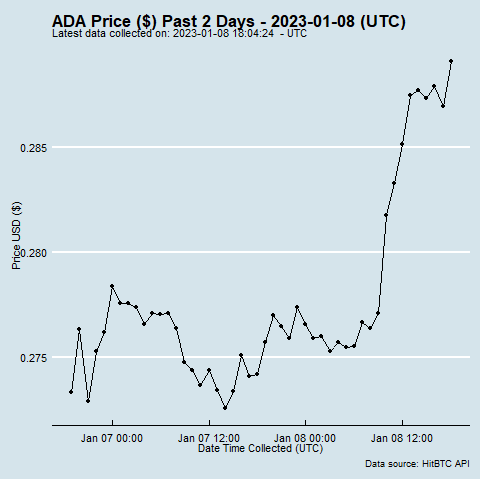 ADA Price ($) Past 2 Days - 2023-01-08 (UTC)
Latest data collected on: 2023-01-08 18:04:24 - UTC
Price USD ($)
0.285
0.280
0.275
Jan 07 00:00 Jan 07 12:00 Jan 08 00:00 Jan 08 12:00
Date Time Collected (UTC)
Data source: HitBTC API